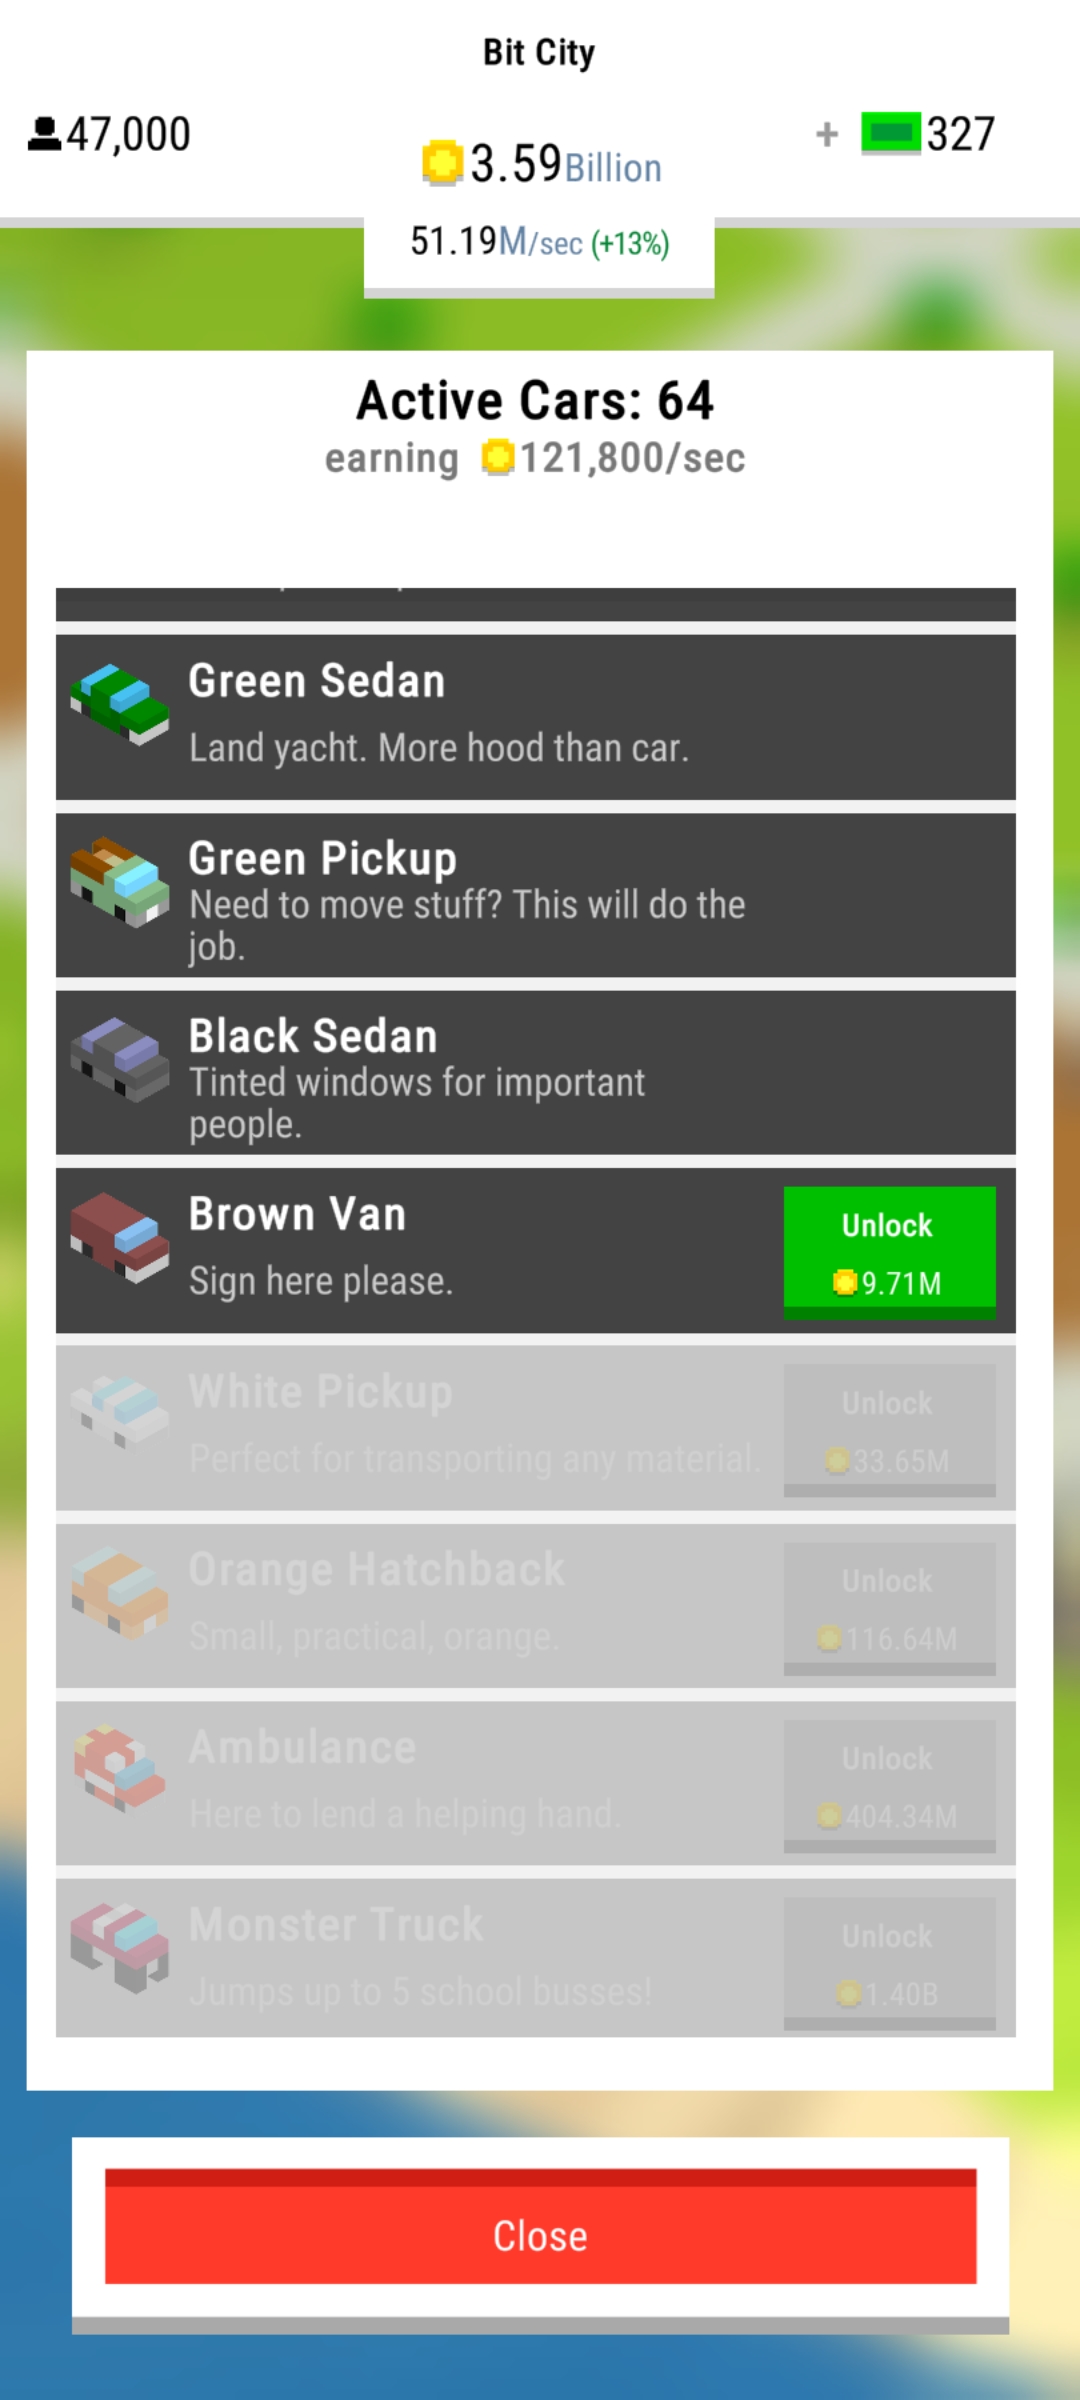 Bit City
47,000
3.59Billion
+ 327
51.19M/sec (+13%)
Active Cars: 64
earning 121,800/sec
Green Sedan
Land yacht. More hood than car.
Green Pickup
Need to move stuff? This will do the
job.
Black Sedan
Tinted windows for important
people.
Brown Van
Sign here please.
Unlock
9.71M
White Pickup
Perfect for transporting any material.
Unlock
33.65M
Orange Hatchback
Small, practical, orange.
Unlock
116.64M
Ambulance
Here to lend a helping hand.
Unlock
404.34M
Monster Truck
Jumps up to 5 school busses!
Unlock
1.40B
Close